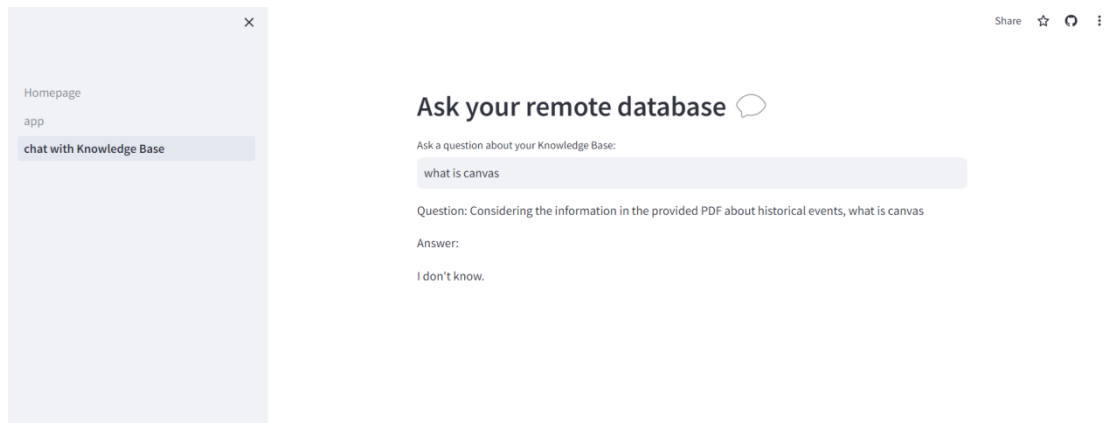 Share
Homepage
app
chat with Knowledge Base
Ask your remote database
Ask a question about your Knowledge Base:
what is canvas
Question: Considering the information in the provided PDF about historical events, what is canvas
Answer:
I don't know.